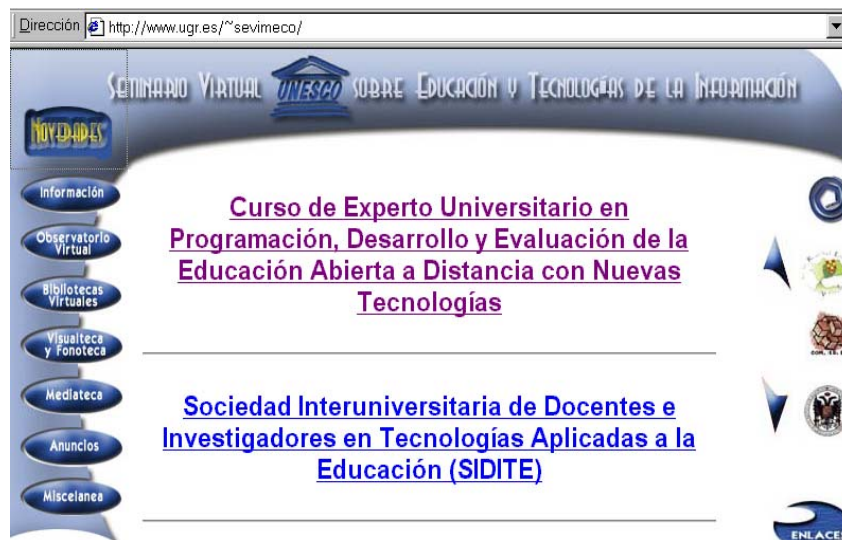 Dirección http://www.ugr.es/~sevimeco/
Seminario Virtual UNESCO sobre Educación y Tecnologías de la Información
Novedades
Información
Observatorio
Virtual
Bibliotecas
Virtuales
Visualteca
y Fonoteca
Mediateca
Anuncios
Miscelanea
Curso de Experto Universitario en
Programación, Desarrollo y Evaluación de la
Educación Abierta a Distancia con Nuevas
Tecnologías
Sociedad Interuniversitaria de Docentes e
Investigadores en Tecnologías Aplicadas a la
Educación (SIDITE)
ENLACES